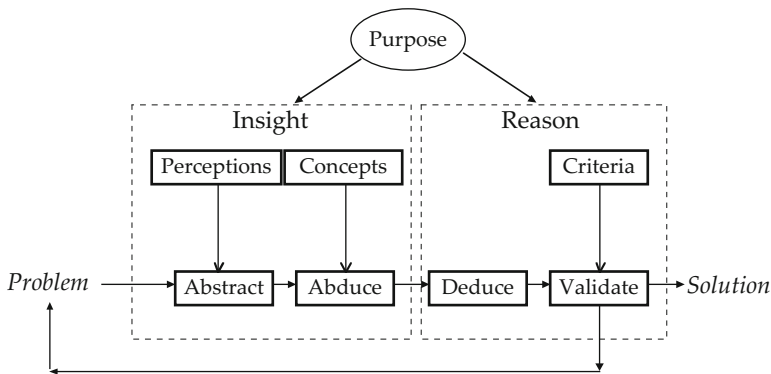 Purpose
Insight
Reason
Perceptions
Concepts
Criteria
Problem
Abstract
Abduce
Deduce
Validate
Solution